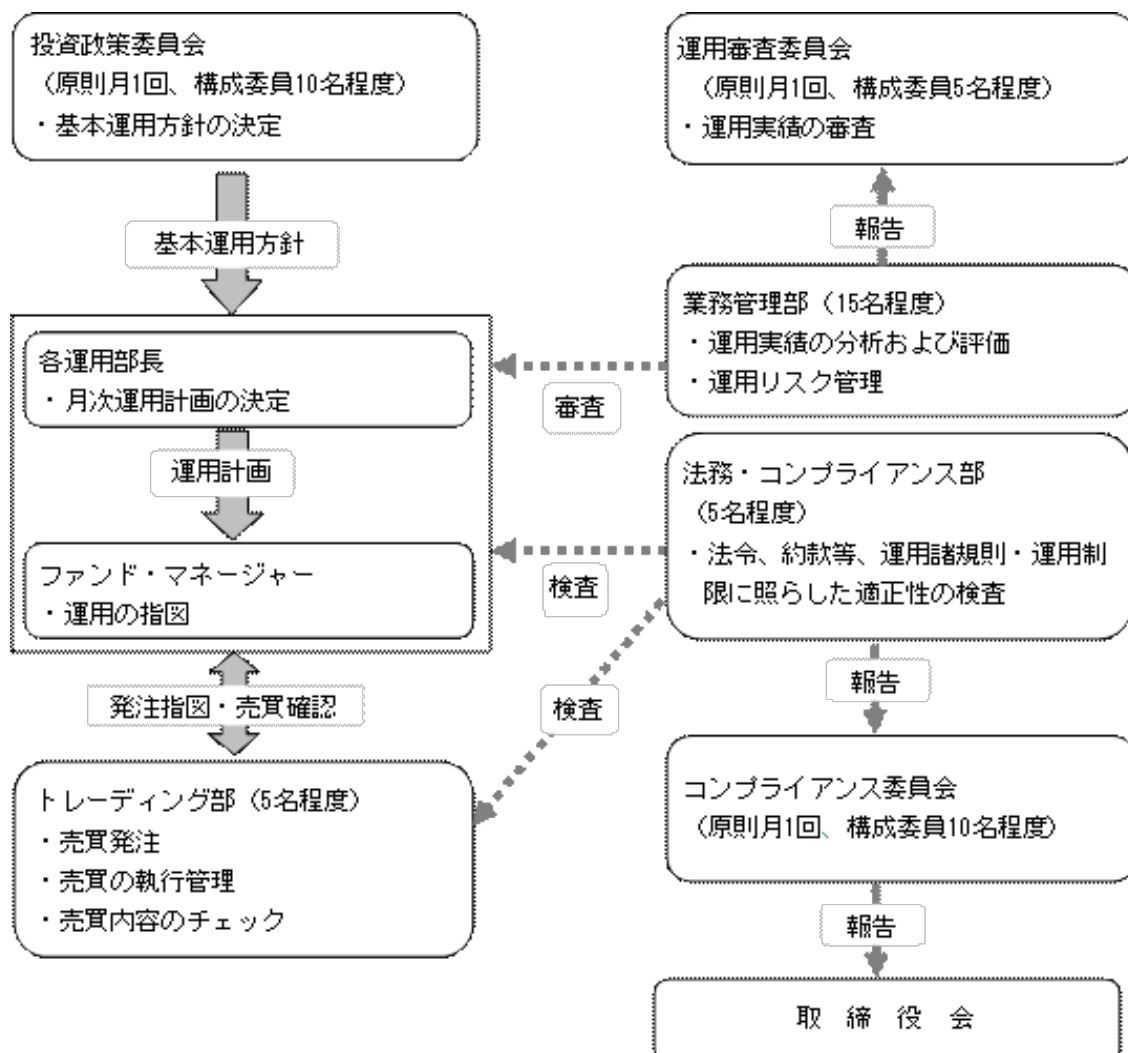 投資政策委員会
（原則月1回、構成委員10名程度）
・基本運用方針の決定
基本運用方針
各運用部長
・月次運用計画の決定
運用計画
ファンド・マネージャー
・運用の指図
発注指図・売買確認
トレーディング部（5名程度）
・売買発注
・売買の執行管理
・売買内容のチェック
運用審査委員会
（原則月1回、構成委員5名程度）
・運用実績の審査
報告
業務管理部（15名程度）
・運用実績の分析および評価
・運用リスク管理
審査
法務・コンプライアンス部
（5名程度）
・法令、約款等、運用諸規則・運用制
限に照らした適正性の検査
検査
検査
報告
コンプライアンス委員会
（原則月1回、構成委員10名程度）
報告
取 締 役 会